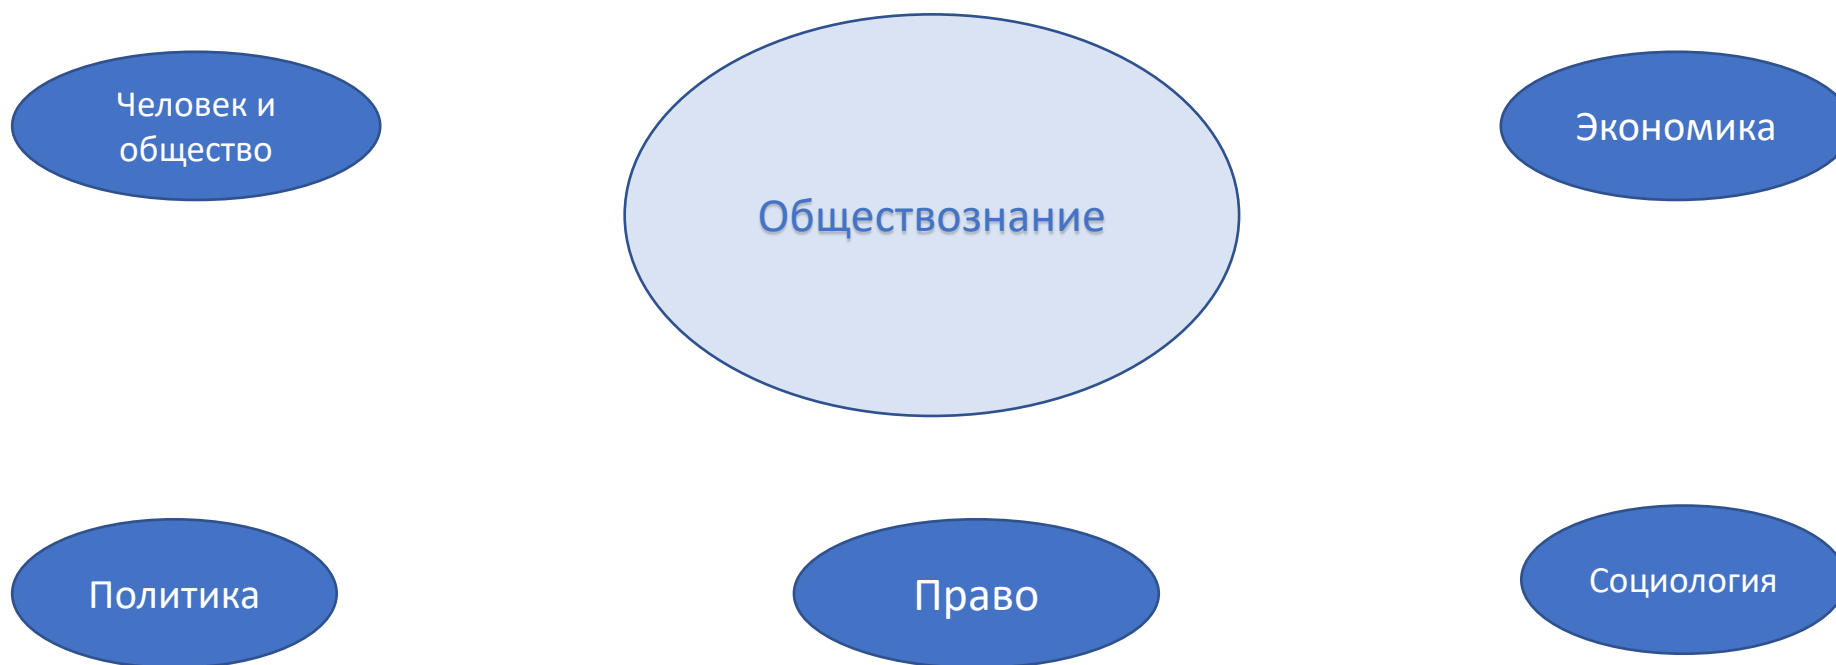 Человек и
общество
Обществознание
Экономика
Политика
Право
Социология